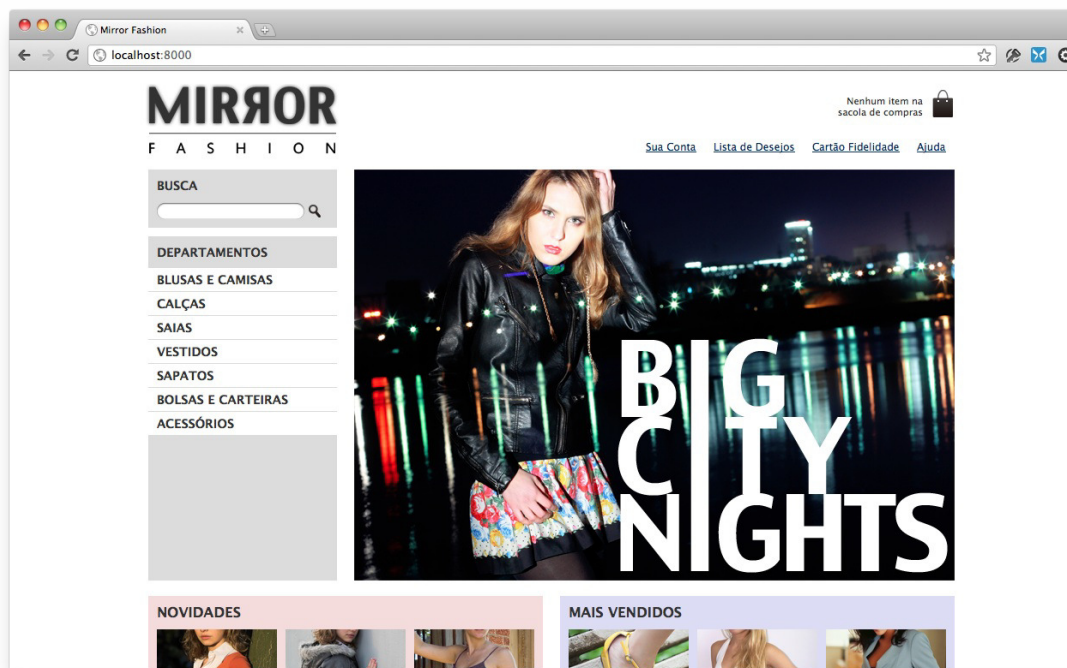 Mirror Fashion
localhost:8000
MIRЯOR
FASHION
Nenhum item na
sacola de compras
Sua Conta Lista de Desejos Cartão Fidelidade Ajuda
BUSCA
DEPARTAMENTOS
BLUSAS E CAMISAS
CALÇAS
SAIAS
VESTIDOS
SAPATOS
BOLSAS E CARTEIRAS
ACESSÓRIOS
BIG
CITY
NIGHTS
NOVIDADES
MAIS VENDIDOS